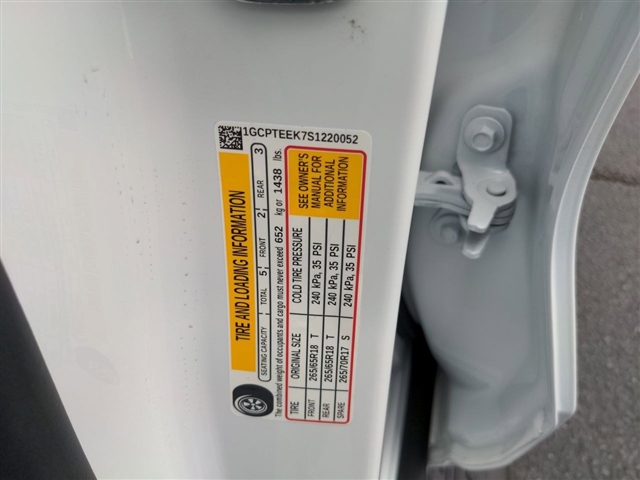 1GCPTEEK7S1220052
TIRE AND LOADING INFORMATION
SEATING CAPACITY TOTAL 5 FRONT 2 REAR 3
The combined weight of occupants and cargo must never exceed 652 kg or 1438 lbs.
TIRE ORIGINAL SIZE COLD TIRE PRESSURE
FRONT 265/65R18 T 240 kPa, 35 PSI
REAR 265/65R18 T 240 kPa, 35 PSI
SPARE 265/70R17 S 240 kPa, 35 PSI
SEE OWNER'S
MANUAL FOR
ADDITIONAL
INFORMATION